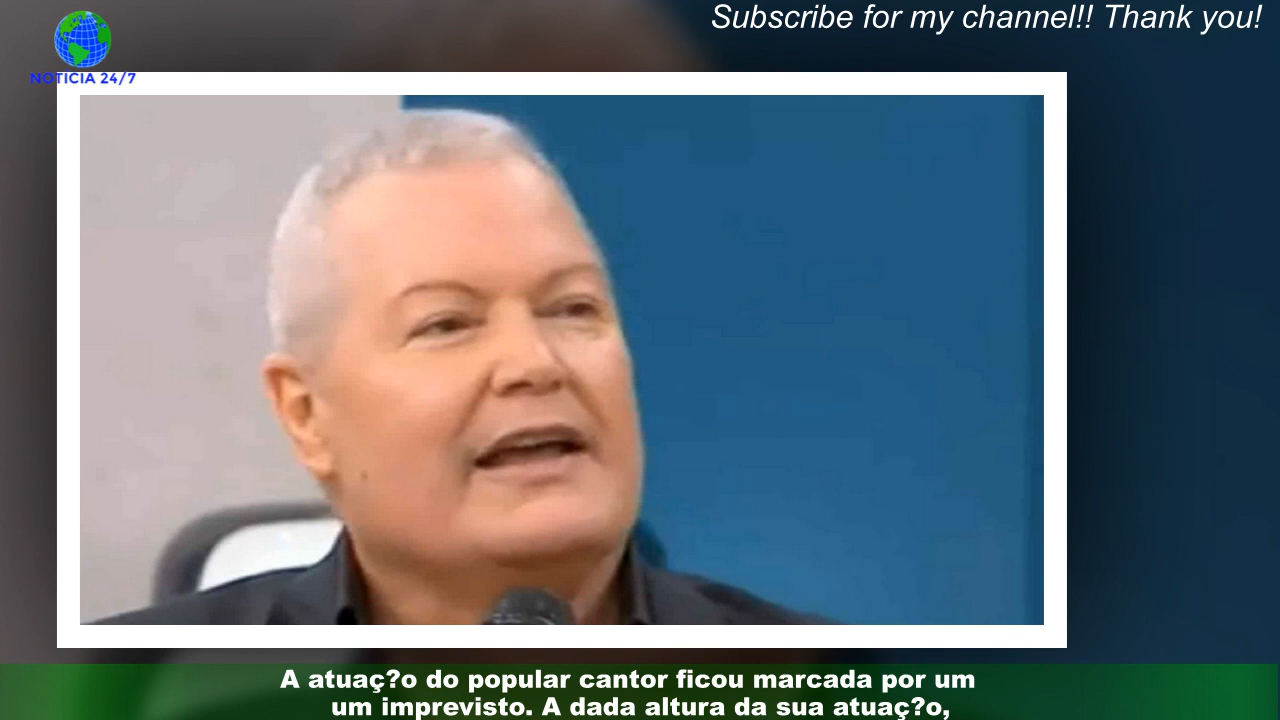 Subscribe for my channel!! Thank you!
NOTICIA 24/7
A atuaç?o do popular cantor ficou marcada por um
um imprevisto. A dada altura da sua atuaç?o,